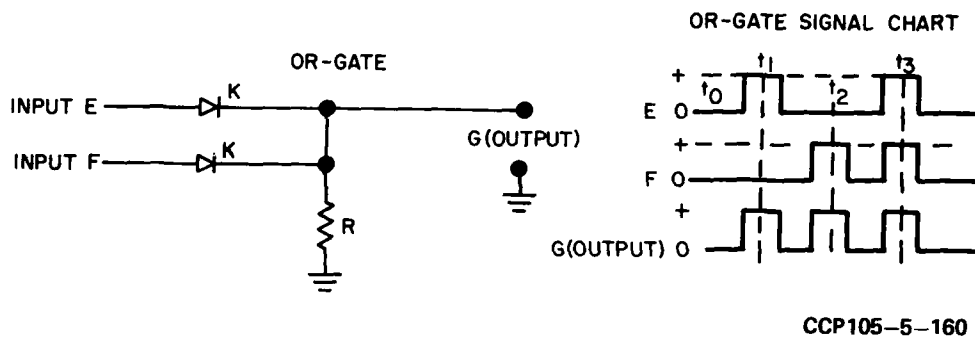 OR-GATE SIGNAL CHART
OR-GATE
INPUT E
K
INPUT F
K
R
G(OUTPUT)
t0
t1
t2
t3
+
E 0
+
F 0
+
G(OUTPUT) 0
CCP105-5-160